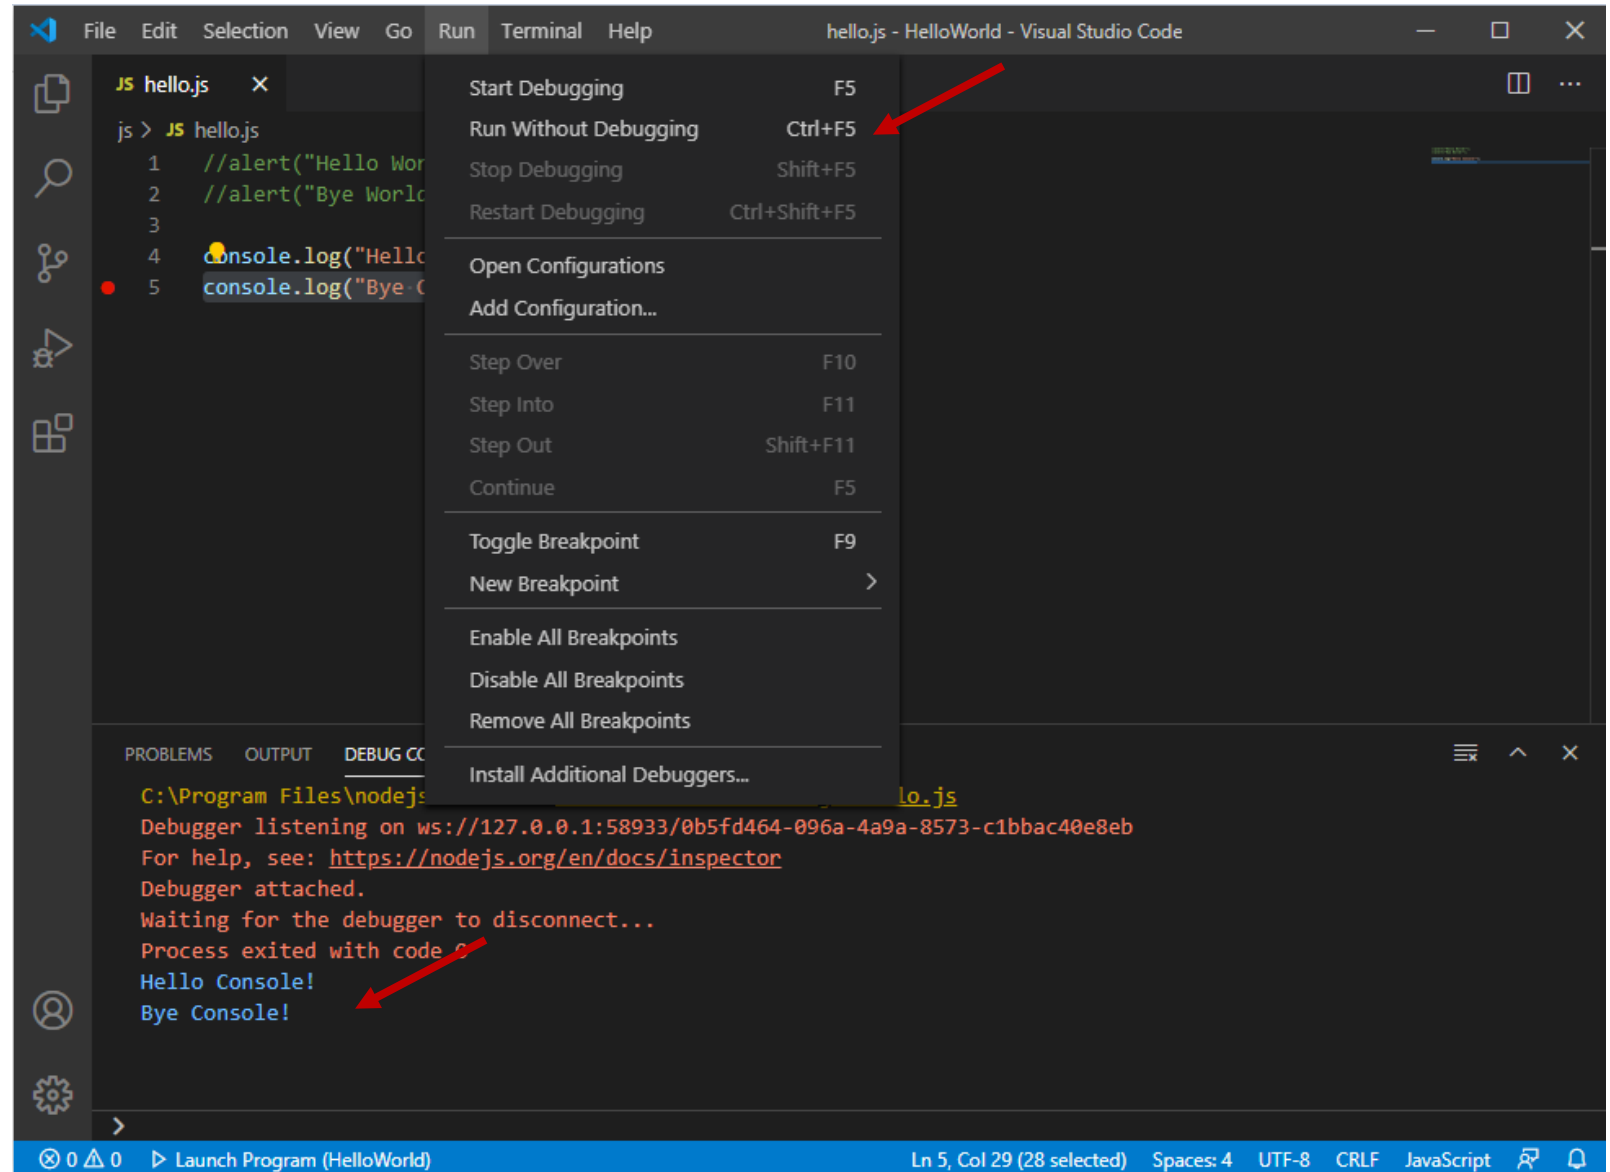 File Edit Selection View Go Run Terminal Help hello.js - HelloWorld - Visual Studio Code
JS hello.js
js > JS hello.js
1 //alert("Hello Wor
2 //alert("Bye World
3
4 console.log("Hello
5 console.log("Bye C
Start Debugging F5
Run Without Debugging Ctrl+F5
Stop Debugging Shift+F5
Restart Debugging Ctrl+Shift+F5
Open Configurations
Add Configuration...
Step Over F10
Step Into F11
Step Out Shift+F11
Continue F5
Toggle Breakpoint F9
New Breakpoint >
Enable All Breakpoints
Disable All Breakpoints
Remove All Breakpoints
Install Additional Debuggers...
PROBLEMS OUTPUT DEBUG CO
C:\Program Files\nodejs lo.js
Debugger listening on ws://127.0.0.1:58933/0b5fd464-096a-4a9a-8573-c1bbac40e8eb
For help, see: https://nodejs.org/en/docs/inspector
Debugger attached.
Waiting for the debugger to disconnect...
Process exited with code 0
Hello Console!
Bye Console!
>
0 0 Launch Program (HelloWorld) Ln 5, Col 29 (28 selected) Spaces: 4 UTF-8 CRLF JavaScript